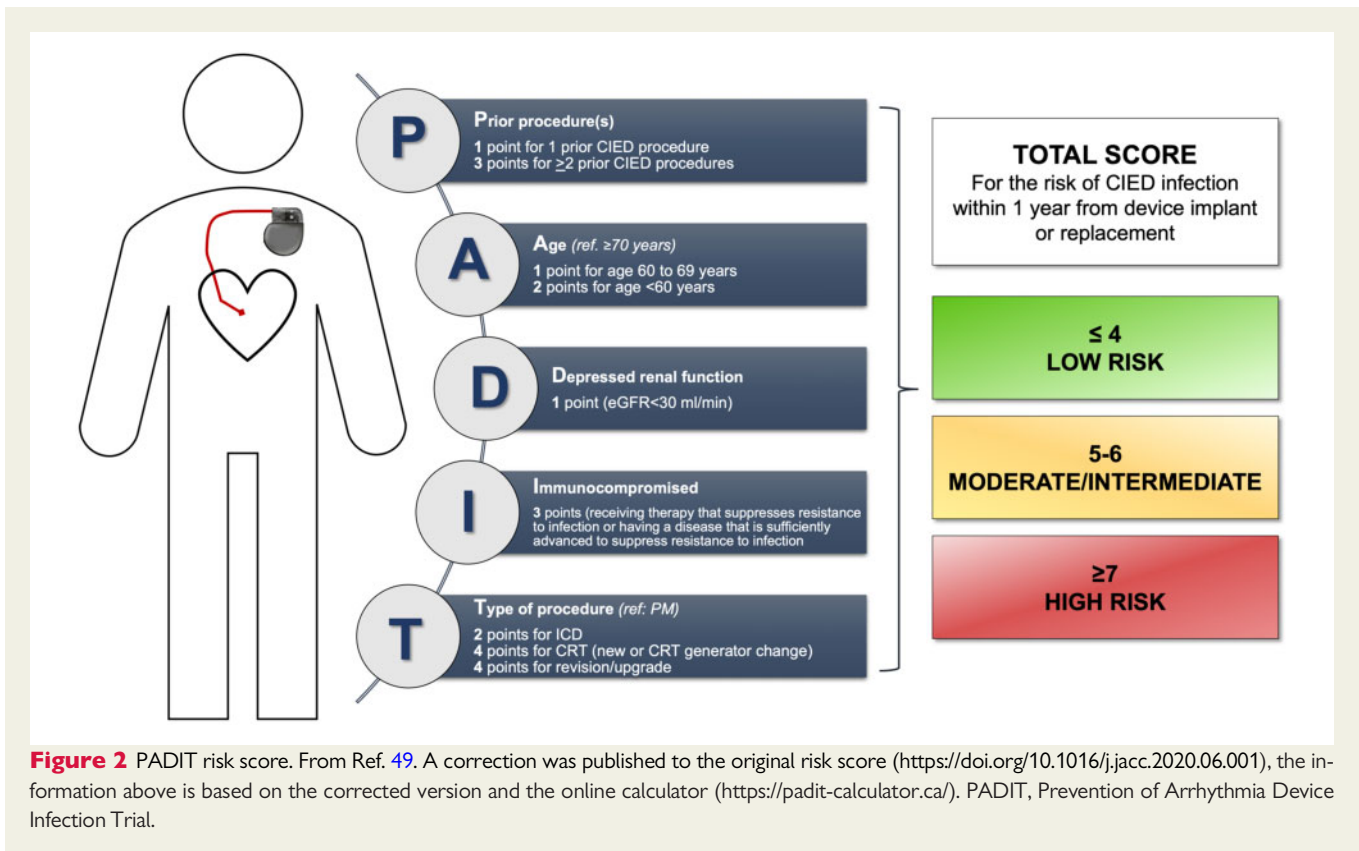 P
Prior procedure(s)
1 point for 1 prior CIED procedure
3 points for ≥2 prior CIED procedures
A
Age (ref. ≥70 years)
1 point for age 60 to 69 years
2 points for age <60 years
D
Depressed renal function
1 point (eGFR<30 ml/min)
I
Immunocompromised
3 points (receiving therapy that suppresses resistance
to infection or having a disease that is sufficiently
advanced to suppress resistance to infection
T
Type of procedure (ref: PM)
2 points for ICD
4 points for CRT (new or CRT generator change)
4 points for revision/upgrade
TOTAL SCORE
For the risk of CIED infection
within 1 year from device implant
or replacement
≤ 4
LOW RISK
5-6
MODERATE/INTERMEDIATE
≥7
HIGH RISK
Figure 2 PADIT risk score. From Ref. 49. A correction was published to the original risk score (https://doi.org/10.1016/j.jacc.2020.06.001), the in-
formation above is based on the corrected version and the online calculator (https://padit-calculator.ca/). PADIT, Prevention of Arrhythmia Device
Infection Trial.